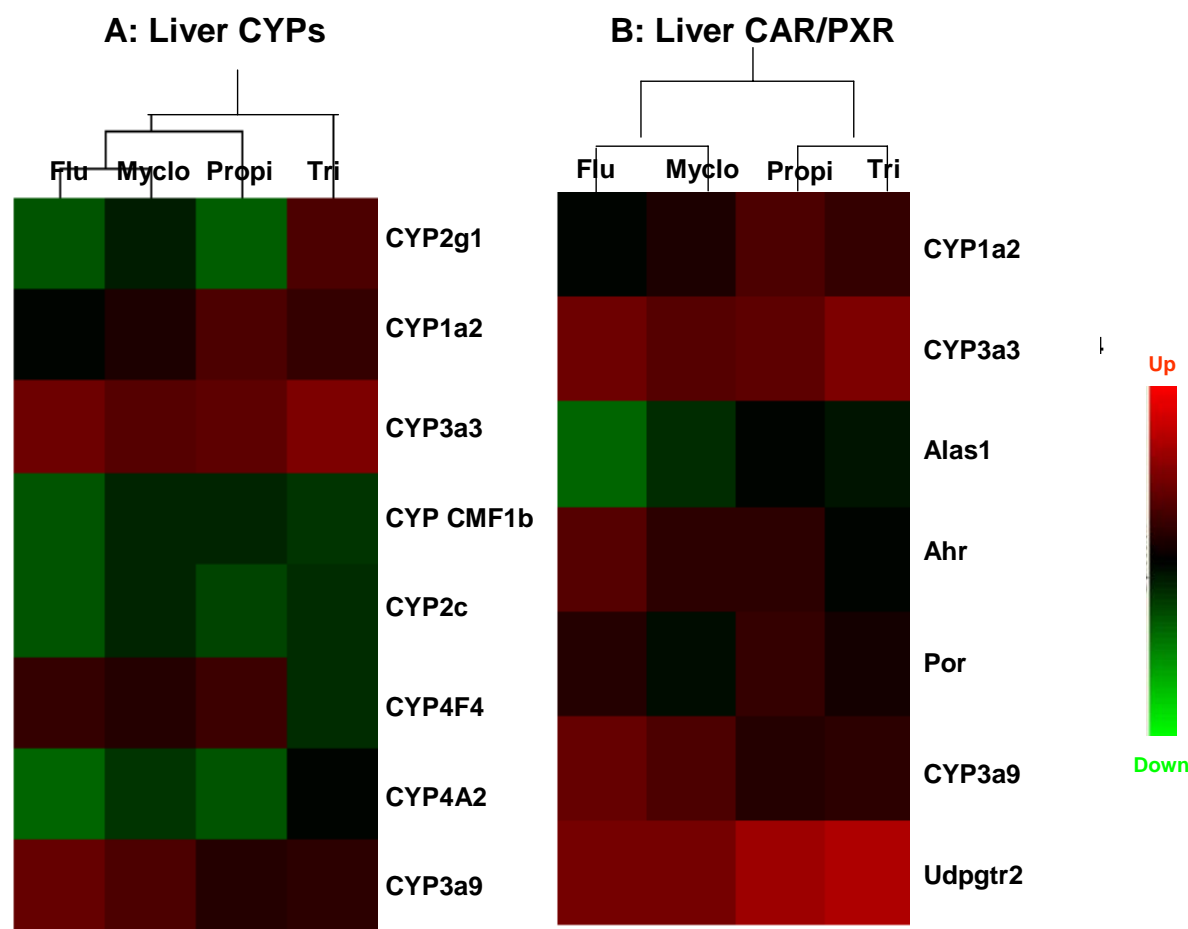 A: Liver CYPs
Flu Myclo Propi Tri
CYP2g1
CYP1a2
CYP3a3
CYP CMF1b
CYP2c
CYP4F4
CYP4A2
CYP3a9
B: Liver CAR/PXR
Flu Myclo Propi Tri
CYP1a2
CYP3a3
Alas1
Ahr
Por
CYP3a9
Udpgtr2
Up
Down